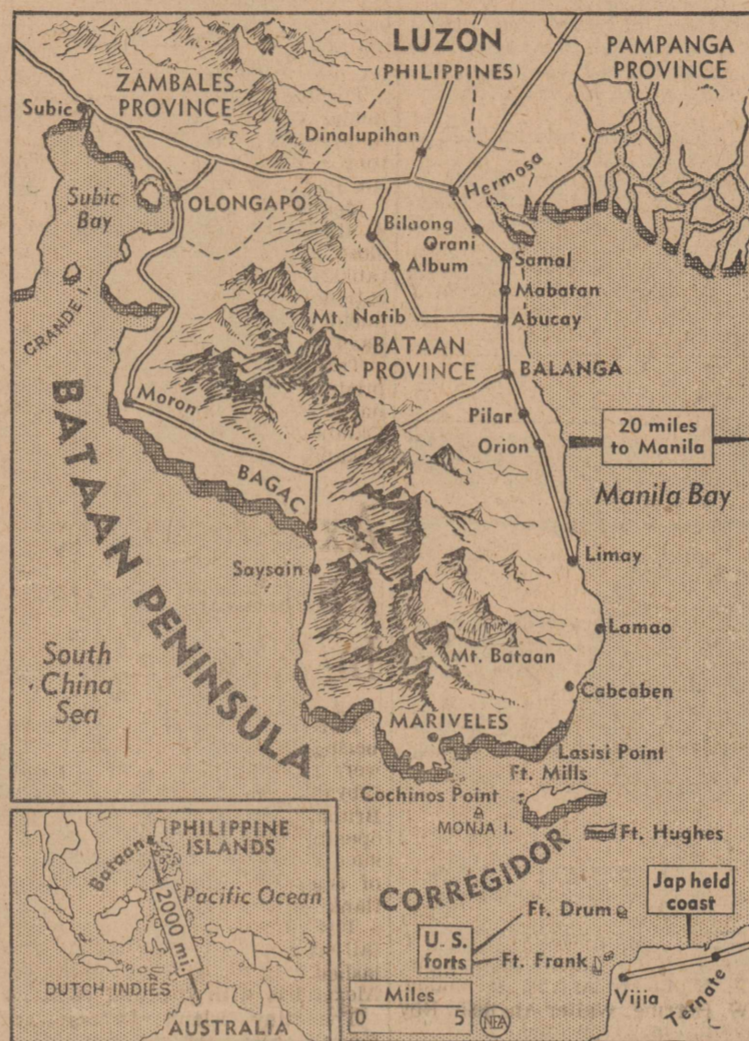 LUZON
(PHILIPPINES)
PAMPANGA
PROVINCE
ZAMBALES
PROVINCE
Subic
Dinalupihan
Hermosa
Subic
Bay
OLONGAPO
Bilaong
Orani
Album
Samal
Mabatan
GRANDE I.
Mt. Natib
Abucay
BATAAN
PROVINCE
BALANGA
Moron
Pilar
Orion
20 miles
to Manila
BAGAC
Manila Bay
Saysain
Limay
BATAAN PENINSULA
Lamao
South
China
Sea
Mt. Bataan
Cabcaben
MARIVELES
Lasisi Point
Ft. Mills
Cochinos Point
MONJA I.
Ft. Hughes
CORREGIDOR
PHILIPPINE
ISLANDS
Bataan
Pacific Ocean
2000 mi.
DUTCH INDIES
AUSTRALIA
Jap held
coast
Ft. Drum
U. S.
forts
Ft. Frank
Vijia
Ternate
Miles
0 5
NEA